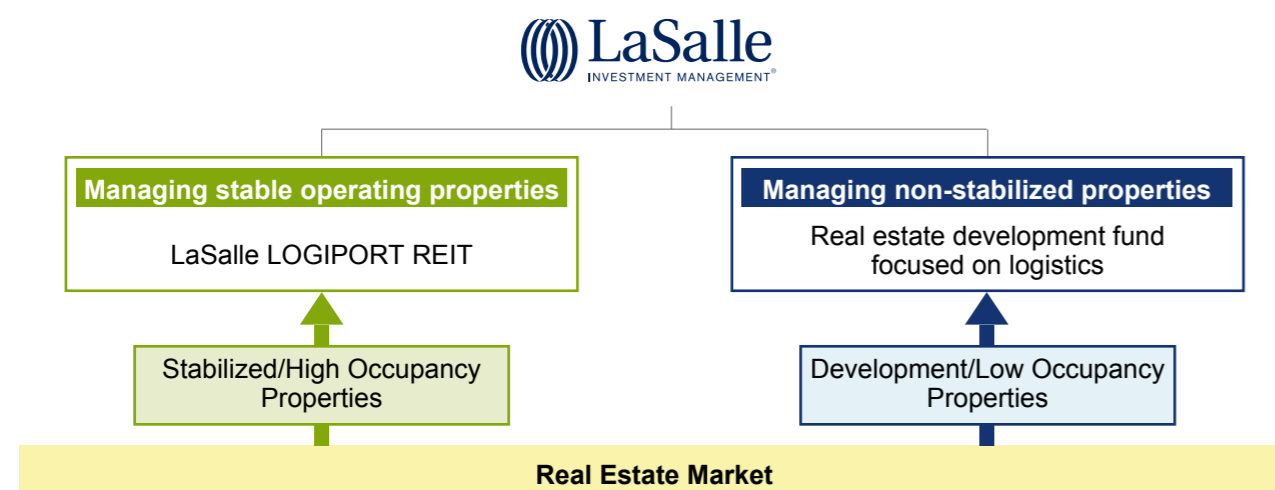 LaSalle
INVESTMENT MANAGEMENT®
Managing stable operating properties
LaSalle LOGIPORT REIT
Managing non-stabilized properties
Real estate development fund
focused on logistics
Stabilized/High Occupancy
Properties
Development/Low Occupancy
Properties
Real Estate Market